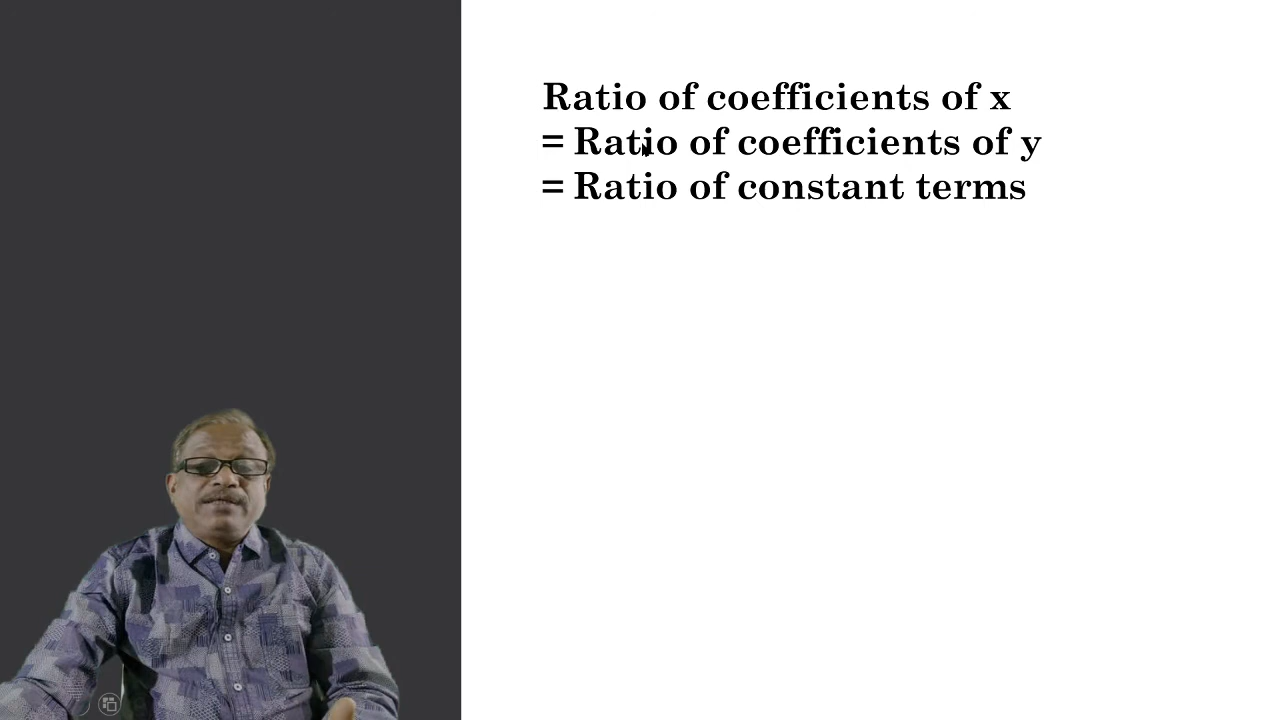 Ratio of coefficients of x
= Ratio of coefficients of y
= Ratio of constant terms